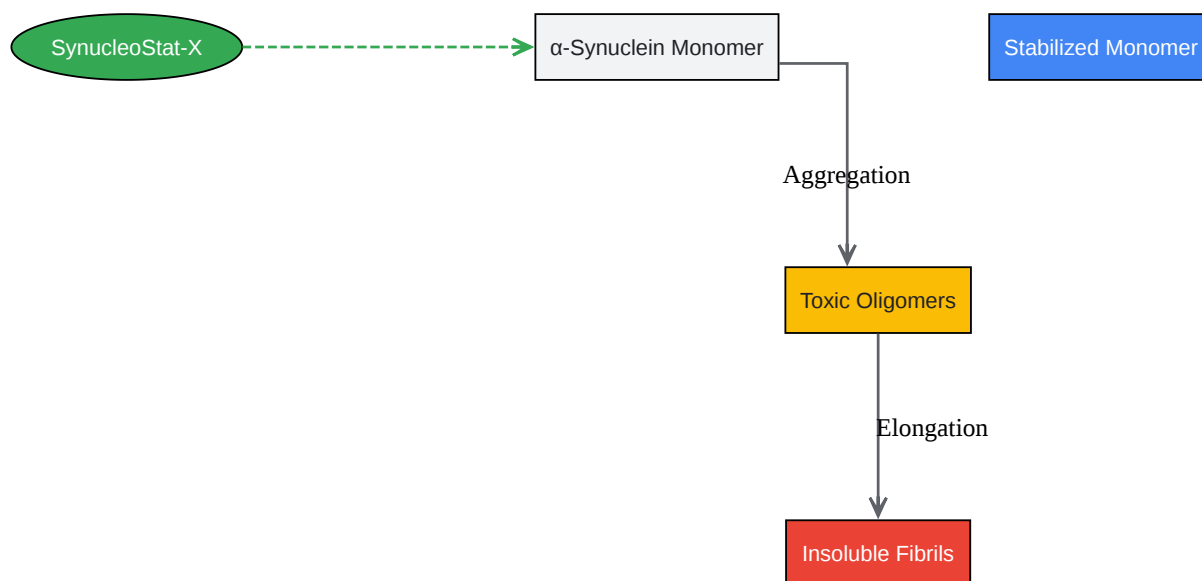 SynucleoStat-X
α-Synuclein Monomer
Stabilized Monomer
Aggregation
Toxic Oligomers
Elongation
Insoluble Fibrils